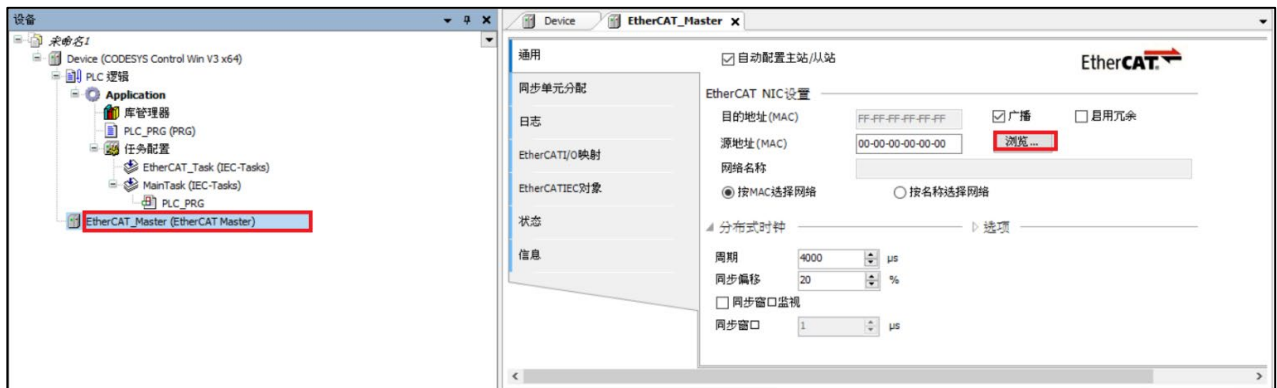 设备
未命名1
Device (CODESYS Control Win V3 x64)
PLC 逻辑
Application
库管理器
PLC_PRG (PRG)
任务配置
EtherCAT_Task (IEC-Tasks)
MainTask (IEC-Tasks)
PLC_PRG
EtherCAT_Master (EtherCAT Master)
Device
EtherCAT_Master
通用
同步单元分配
日志
EtherCATI/O映射
EtherCATIEC对象
状态
信息
自动配置主站/从站
EtherCAT
EtherCAT NIC设置
目的地址(MAC) FF-FF-FF-FF-FF-FF 广播 启用冗余
源地址(MAC) 00-00-00-00-00-00 浏览...
网络名称
按MAC选择网络 按名称选择网络
分布式时钟 选项
周期 4000 µs
同步偏移 20 %
同步窗口监视
同步窗口 1 µs